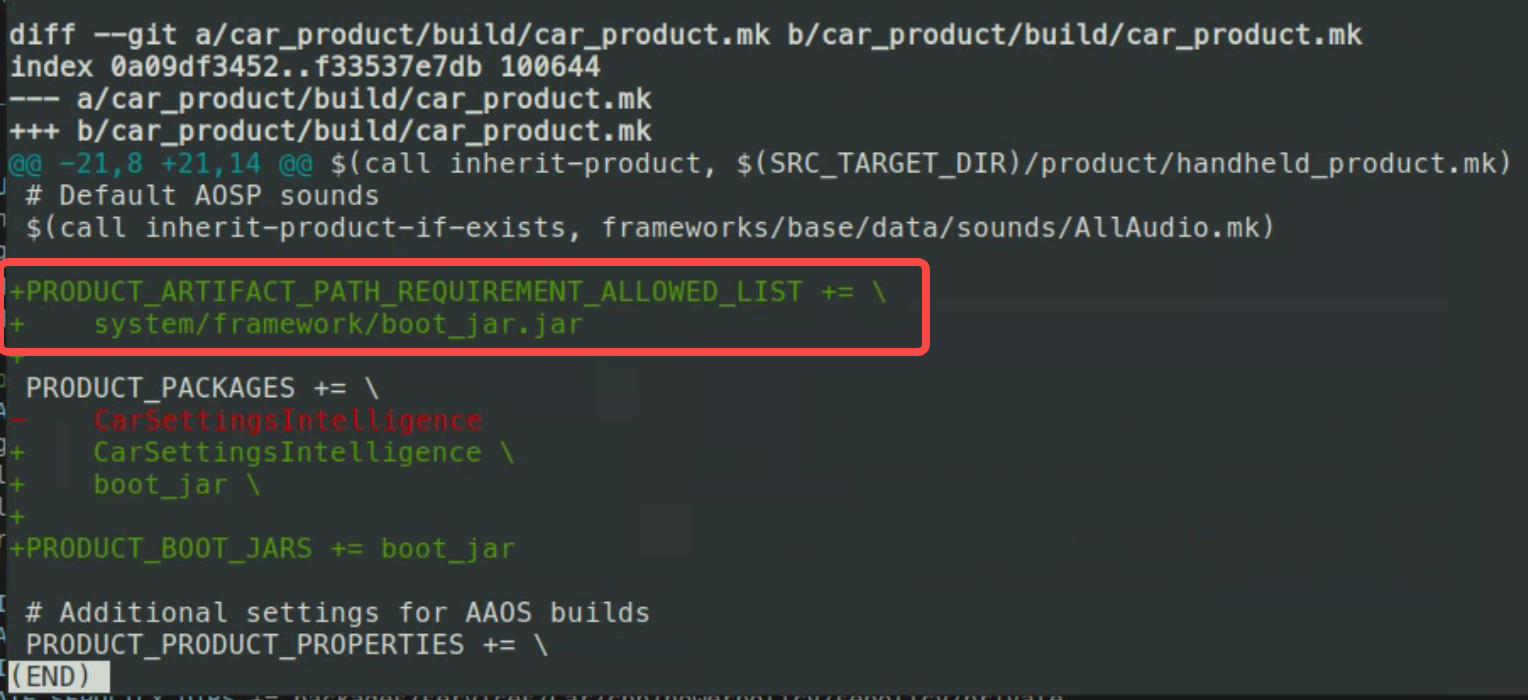 diff --git a/car_product/build/car_product.mk b/car_product/build/car_product.mk
index 0a09df3452..f33537e7db 100644
--- a/car_product/build/car_product.mk
+++ b/car_product/build/car_product.mk
@@ -21,8 +21,14 @@ $(call inherit-product, $(SRC_TARGET_DIR)/product/handheld_product.mk)
 # Default AOSP sounds
 $(call inherit-product-if-exists, frameworks/base/data/sounds/AllAudio.mk)
+PRODUCT_ARTIFACT_PATH_REQUIREMENT_ALLOWED_LIST += \
+    system/framework/boot_jar.jar
+
 PRODUCT_PACKAGES += \
-    CarSettingsIntelligence
+    CarSettingsIntelligence \
+    boot_jar \
+
+PRODUCT_BOOT_JARS += boot_jar
 # Additional settings for AAOS builds
 PRODUCT_PRODUCT_PROPERTIES += \
(END)